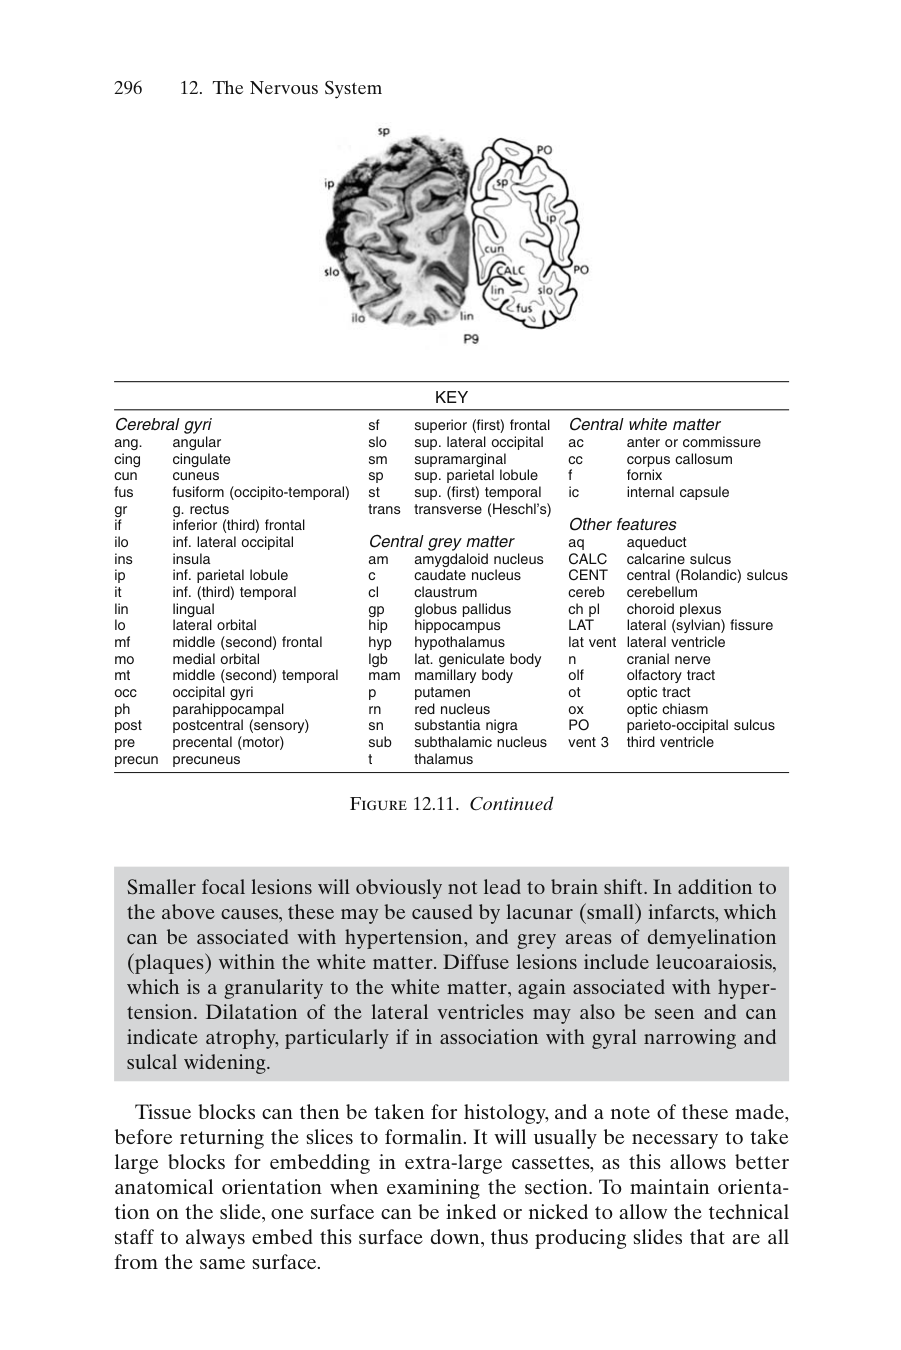 296 12. The Nervous System
sp
PO
ip
sp
ip
cun
slo
CALC
PO
lin
slo
ilo
lin
fus
P9
KEY
Cerebral gyri
ang. angular
cing cingulate
cun cuneus
fus fusiform (occipito-temporal)
gr g. rectus
if inferior (third) frontal
ilo inf. lateral occipital
ins insula
ip inf. parietal lobule
it inf. (third) temporal
lin lingual
lo lateral orbital
mf middle (second) frontal
mo medial orbital
mt middle (second) temporal
occ occipital gyri
ph parahippocampal
post postcentral (sensory)
pre precental (motor)
precun precuneus
sf superior (first) frontal
slo sup. lateral occipital
sm supramarginal
sp sup. parietal lobule
st sup. (first) temporal
trans transverse (Heschl's)
Central grey matter
am amygdaloid nucleus
c caudate nucleus
cl claustrum
gp globus pallidus
hip hippocampus
hyp hypothalamus
lgb lat. geniculate body
mam mamillary body
p putamen
rn red nucleus
sn substantia nigra
sub subthalamic nucleus
t thalamus
Central white matter
ac anter or commissure
cc corpus callosum
f fornix
ic internal capsule
Other features
aq aqueduct
CALC calcarine sulcus
CENT central (Rolandic) sulcus
cereb cerebellum
ch pl choroid plexus
LAT lateral (sylvian) fissure
lat vent lateral ventricle
n cranial nerve
olf olfactory tract
ot optic tract
ox optic chiasm
PO parieto-occipital sulcus
vent 3 third ventricle
FIGURE 12.11. Continued
Smaller focal lesions will obviously not lead to brain shift. In addition to
the above causes, these may be caused by lacunar (small) infarcts, which
can be associated with hypertension, and grey areas of demyelination
(plaques) within the white matter. Diffuse lesions include leucoaraiosis,
which is a granularity to the white matter, again associated with hyper-
tension. Dilatation of the lateral ventricles may also be seen and can
indicate atrophy, particularly if in association with gyral narrowing and
sulcal widening.
Tissue blocks can then be taken for histology, and a note of these made,
before returning the slices to formalin. It will usually be necessary to take
large blocks for embedding in extra-large cassettes, as this allows better
anatomical orientation when examining the section. To maintain orienta-
tion on the slide, one surface can be inked or nicked to allow the technical
staff to always embed this surface down, thus producing slides that are all
from the same surface.